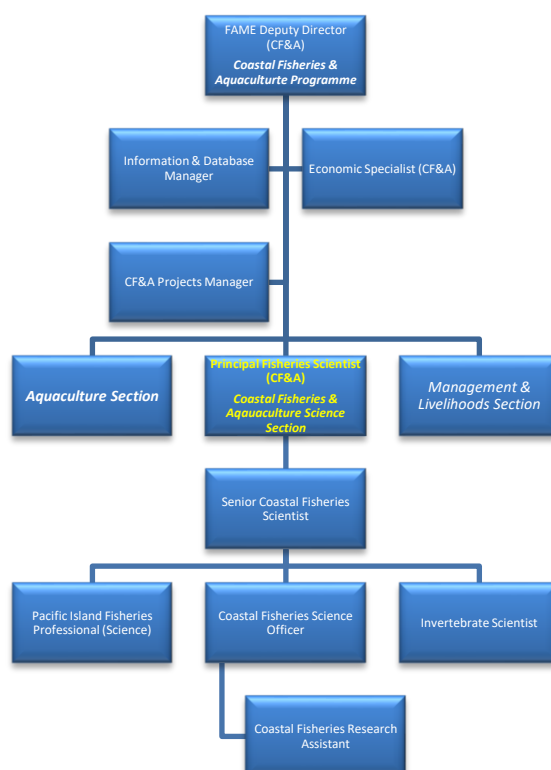 FAME Deputy Director
(CF&A)
Coastal Fisheries &
Aquaculturte Programme
Information & Database
Manager
Economic Specialist (CF&A)
CF&A Projects Manager
Aquaculture Section
Principal Fisheries Scientist
(CF&A)
Coastal Fisheries &
Aqauaculture Science
Section
Management &
Livelihoods Section
Senior Coastal Fisheries
Scientist
Pacific Island Fisheries
Professional (Science)
Coastal Fisheries Science
Officer
Invertebrate Scientist
Coastal Fisheries Research
Assistant